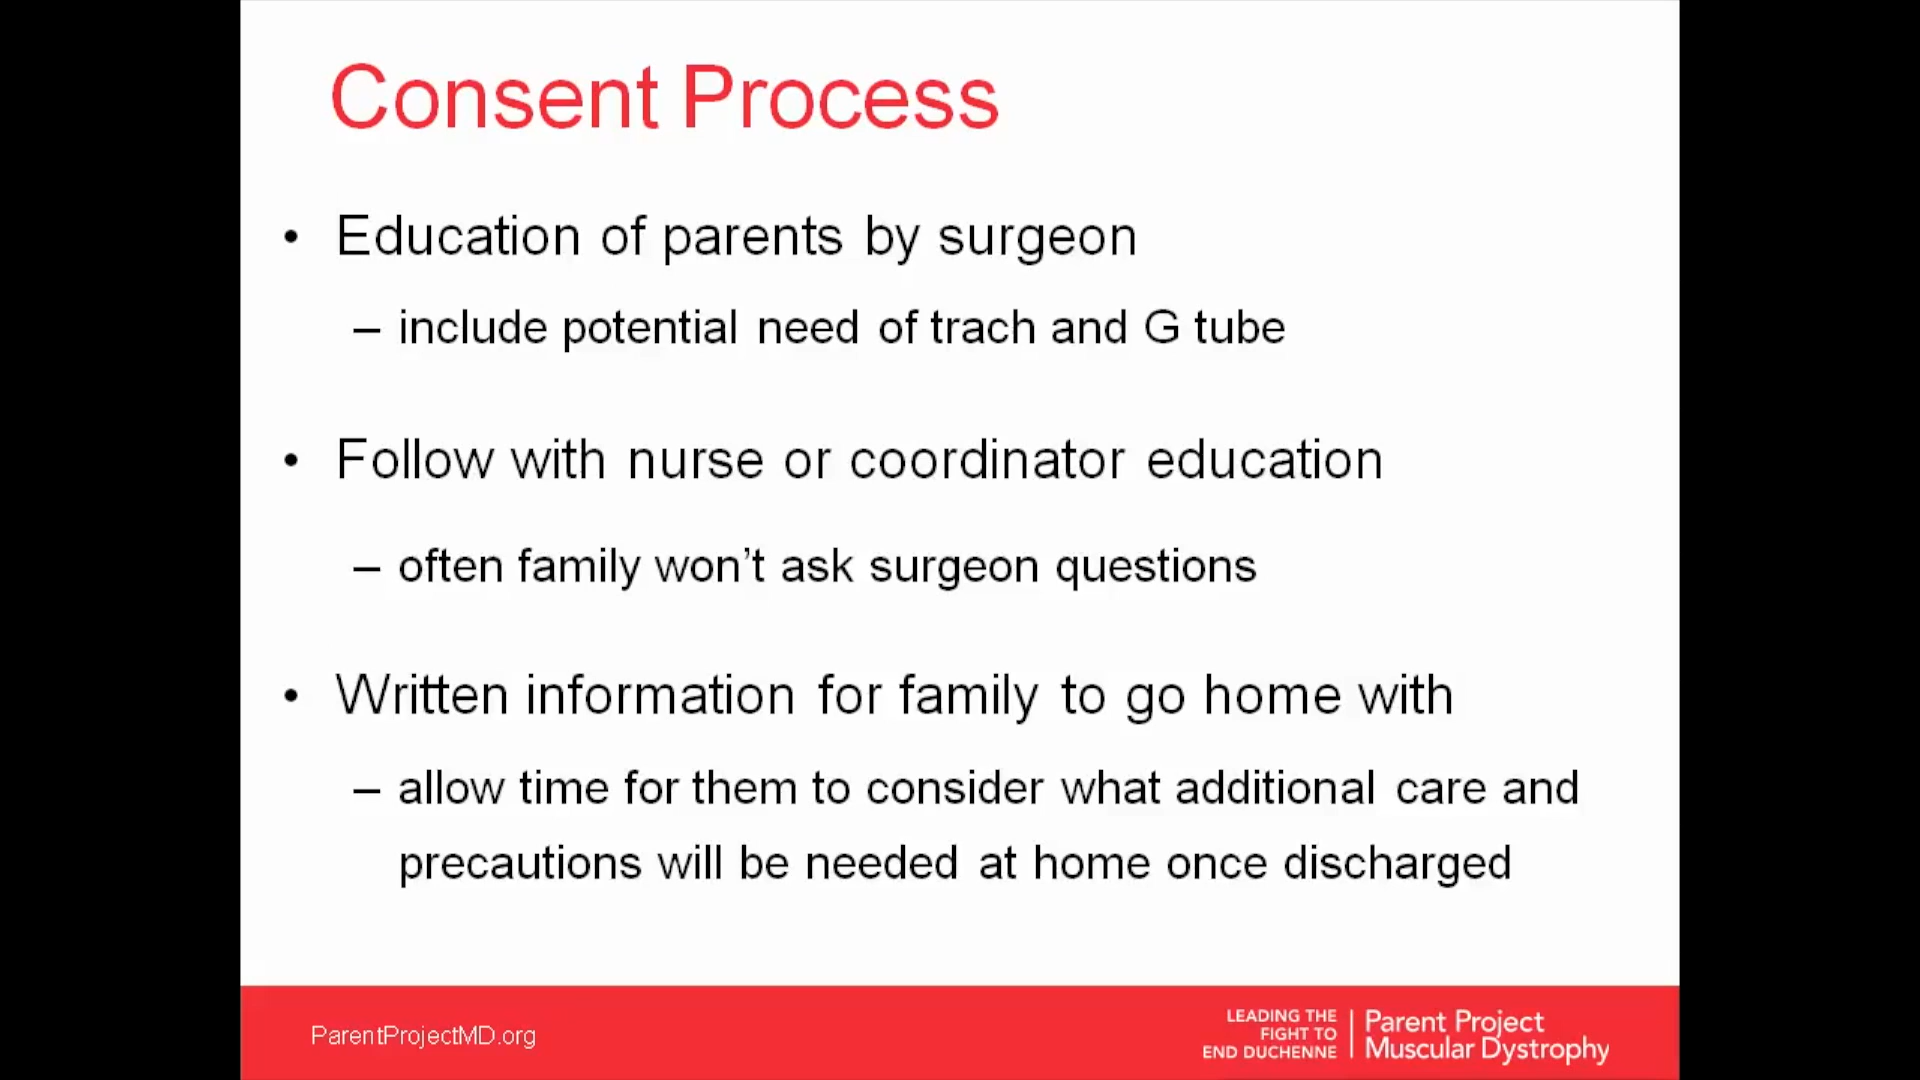 Consent Process
• Education of parents by surgeon
– include potential need of trach and G tube
• Follow with nurse or coordinator education
– often family won’t ask surgeon questions
• Written information for family to go home with
– allow time for them to consider what additional care and
precautions will be needed at home once discharged
ParentProjectMD.org
LEADING THE
FIGHT TO
END DUCHENNE
Parent Project
Muscular Dystrophy